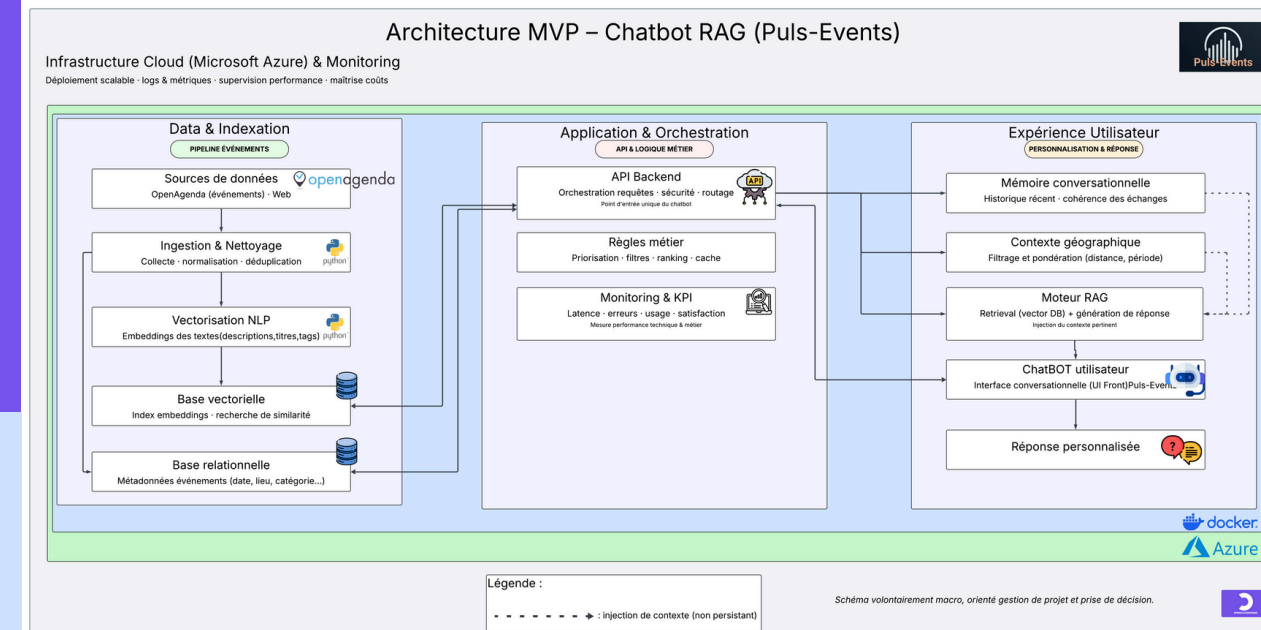 Architecture MVP – Chatbot RAG (Puls-Events)
Puls-Events
Infrastructure Cloud (Microsoft Azure) & Monitoring
Déploiement scalable · logs & métriques · supervision performance · maîtrise coûts
Data & Indexation
PIPELINE ÉVÉNEMENTS
Sources de données
openagenda
OpenAgenda (événements) · Web
Ingestion & Nettoyage
Collecte · normalisation · déduplication
python
Vectorisation NLP
Embeddings des textes(descriptions,titres,tags)
python
Base vectorielle
Index embeddings · recherche de similarité
Base relationnelle
Métadonnées événements (date, lieu, catégorie...)
Application & Orchestration
API & LOGIQUE MÉTIER
API Backend
API
Orchestration requêtes · sécurité · routage
Point d'entrée unique du chatbot
Règles métier
Priorisation · filtres · ranking · cache
Monitoring & KPI
Latence · erreurs · usage · satisfaction
Mesure performance technique & métier
Expérience Utilisateur
PERSONNALISATION & RÉPONSE
Mémoire conversationnelle
Historique récent · cohérence des échanges
Contexte géographique
Filtrage et pondération (distance, période)
Moteur RAG
Retrieval (vector DB) + génération de réponse
Injection du contexte pertinent
ChatBOT utilisateur
Interface conversationnelle (UI Front)Puls-Events
Réponse personnalisée
?
docker
Azure
Légende :
: injection de contexte (non persistant)
Schéma volontairement macro, orienté gestion de projet et prise de décision.